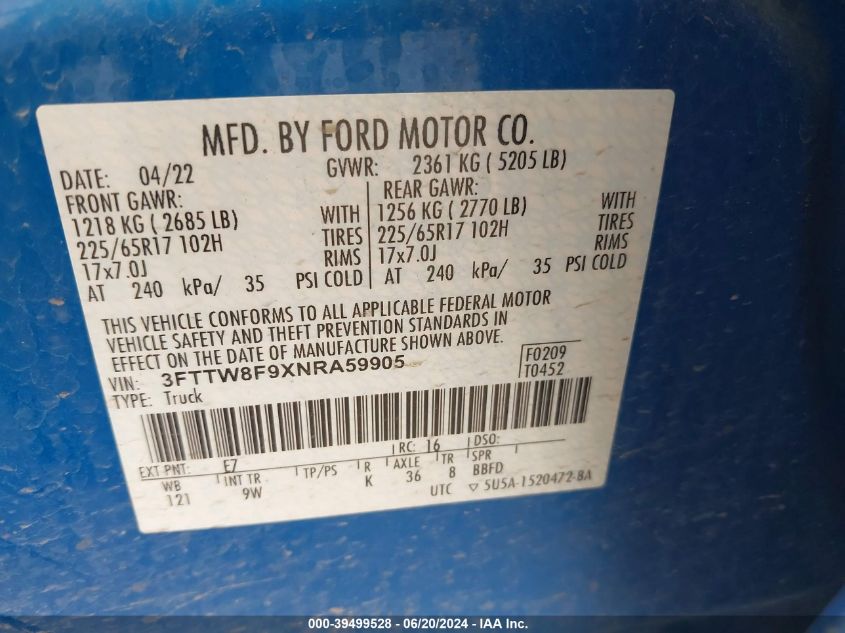 MFD. BY FORD MOTOR CO.
DATE: 04/22 GVWR: 2361 KG ( 5205 LB)
FRONT GAWR: REAR GAWR:
1218 KG ( 2685 LB) WITH 1256 KG ( 2770 LB) WITH
225/65R17 102H TIRES 225/65R17 102H TIRES
17x7.0J RIMS 17x7.0J RIMS
AT 240 kPa/ 35 PSI COLD AT 240 kPa/ 35 PSI COLD
THIS VEHICLE CONFORMS TO ALL APPLICABLE FEDERAL MOTOR
VEHICLE SAFETY AND THEFT PREVENTION STANDARDS IN
EFFECT ON THE DATE OF MANUFACTURE SHOWN ABOVE.
VIN: 3FTTW8F9XNRA59905 F0209
TYPE: Truck T0452
EXT PNT: E7 RC: 16 DSO:
WB INT TR TP/PS R AXLE TR SPR
121 9W K 36 8 BBFD
UTC ▽ 5U5A-1520472-BA
000-39499528 - 06/20/2024 - IAA Inc.